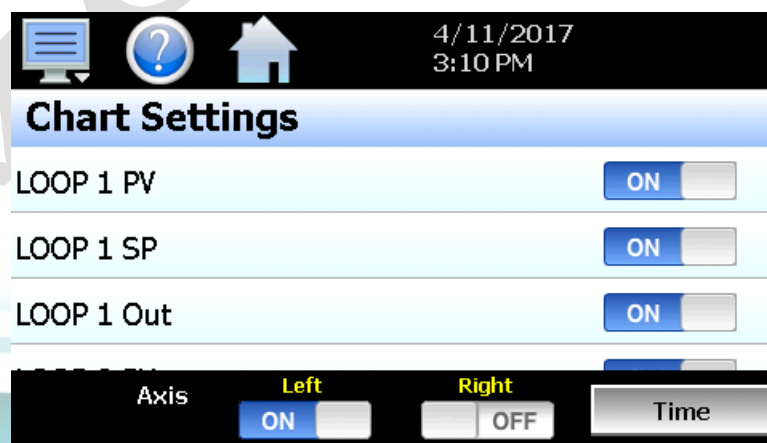 4/11/2017
3:10 PM
Chart Settings
LOOP 1 PV ON
LOOP 1 SP ON
LOOP 1 Out ON
Axis Left ON Right OFF Time